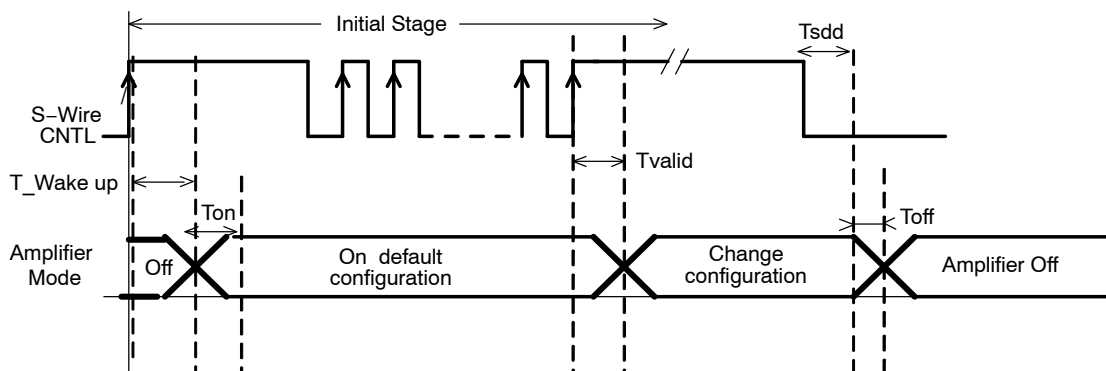 Initial Stage
Tsdd
S−Wire
CNTL
Tvalid
T_Wake up
Ton
Toff
Amplifier
Mode
Off
On default
configuration
Change
configuration
Amplifier Off